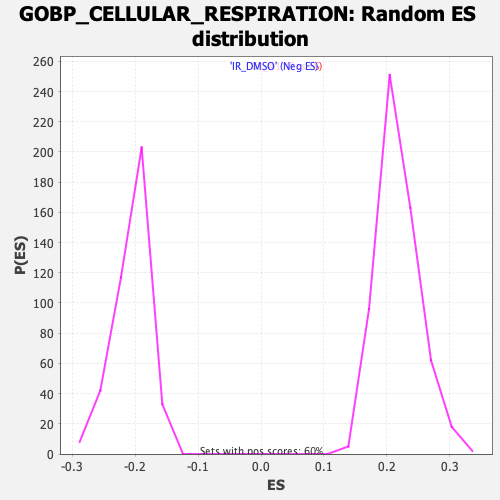 GOBP_CELLULAR_RESPIRATION: Random ES
distribution
'IR_DMSO' (Neg ES)
260
240
220
200
180
160
140
120
100
80
60
40
20
0
P(ES)
Sets with pos scores: 60%
-0.3 -0.2 -0.1 0.0 0.1 0.2 0.3
ES